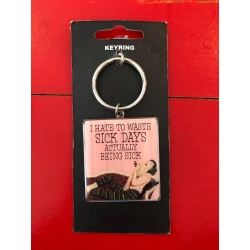 KEYRING
I HATE TO WASTE
SICK DAYS
ACTUALLY
BEING SICK